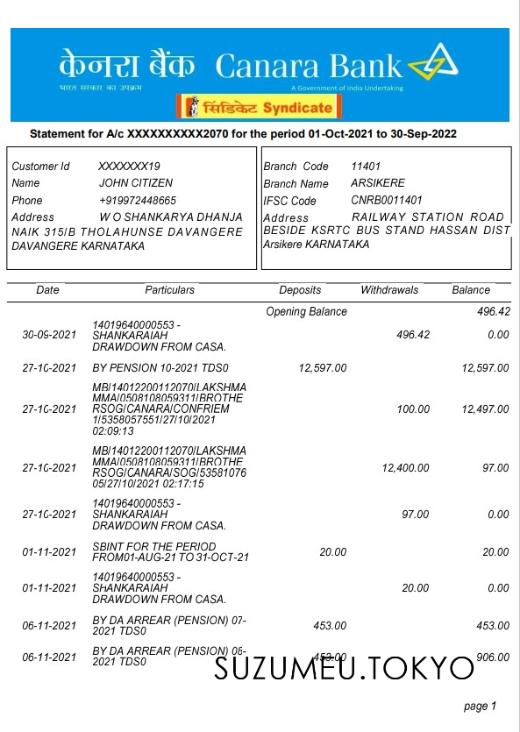 केनरा बैंक Canara Bank
भारत सरकार का उपक्रम A Government of India Undertaking
सिंडिकेट Syndicate
Statement for A/c XXXXXXXXXX2070 for the period 01-Oct-2021 to 30-Sep-2022
Customer Id XXXXXXX19
Name JOHN CITIZEN
Phone +919972448665
Address W O SHANKARYA DHANJA
NAIK 315/B THOLAHUNSE DAVANGERE
DAVANGERE KARNATAKA
Branch Code 11401
Branch Name ARSIKERE
IFSC Code CNRB0011401
Address RAILWAY STATION ROAD
BESIDE KSRTC BUS STAND HASSAN DIST
Arsikere KARNATAKA
Date Particulars Deposits Withdrawals Balance
Opening Balance 496.42
14019640000553 -
30-09-2021 SHANKARAIAH 496.42 0.00
DRAWDOWN FROM CASA.
27-10-2021 BY PENSION 10-2021 TDS0 12,597.00 12,597.00
MB/14012200112070/LAKSHMA
MMA/0508108059311/BROTHE
27-10-2021 RSOG/CANARA/CONFRIEM 100.00 12,497.00
1/5358057551/27/10/2021
02:09:13
MB/14012200112070/LAKSHMA
MMA/0508108059311/BROTHE
27-10-2021 RSOG/CANARA/SOG/53581076 12,400.00 97.00
05/27/10/2021 02:17:15
14019640000553 -
27-10-2021 SHANKARAIAH 97.00 0.00
DRAWDOWN FROM CASA.
01-11-2021 SBINT FOR THE PERIOD 20.00 20.00
FROM01-AUG-21 TO 31-OCT-21
14019640000553 -
01-11-2021 SHANKARAIAH 20.00 0.00
DRAWDOWN FROM CASA.
06-11-2021 BY DA ARREAR (PENSION) 07- 453.00 453.00
2021 TDS0
06-11-2021 BY DA ARREAR (PENSION) 08- 453.00 906.00
2021 TDS0
SUZUMEU.TOKYO
page 1